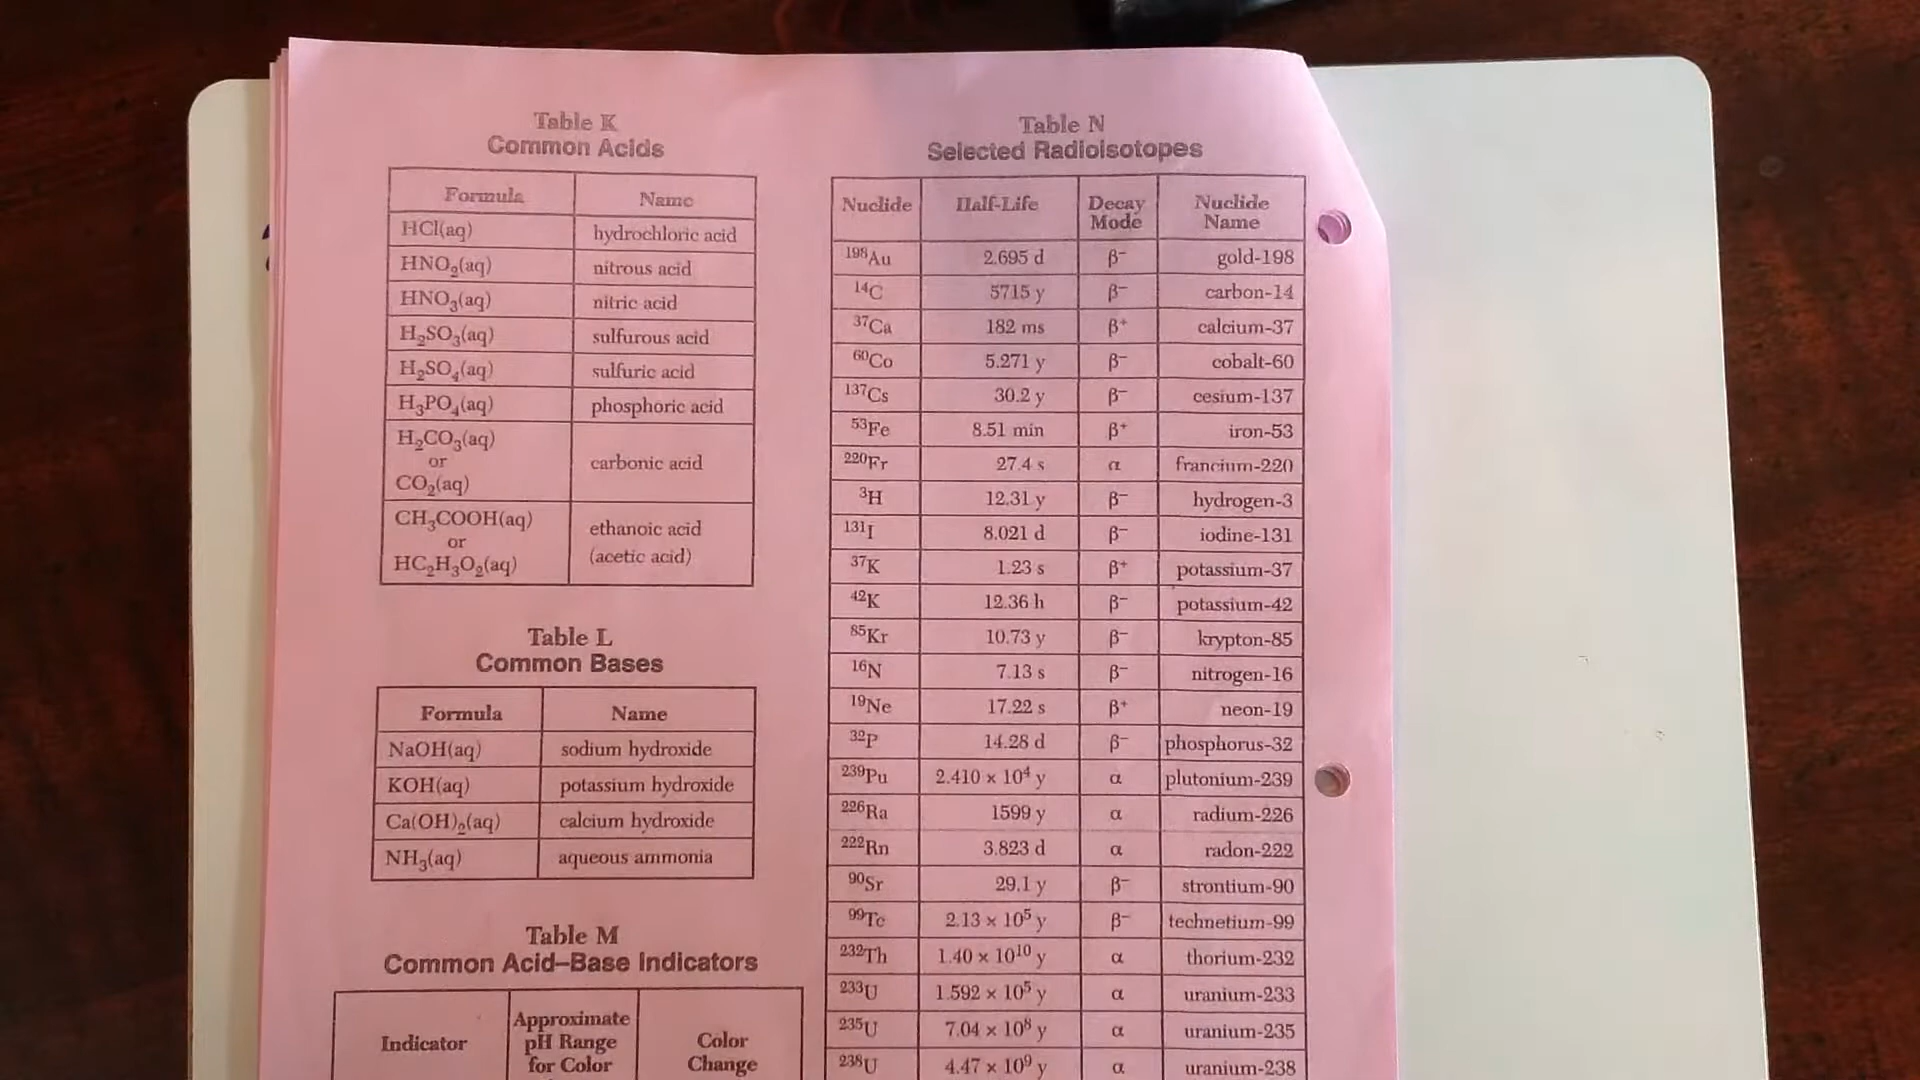 Table K
Common Acids
Formula Name
HCl(aq) hydrochloric acid
HNO₂(aq) nitrous acid
HNO₃(aq) nitric acid
H₂SO₃(aq) sulfurous acid
H₂SO₄(aq) sulfuric acid
H₃PO₄(aq) phosphoric acid
H₂CO₃(aq)
or
CO₂(aq)
carbonic acid
CH₃COOH(aq)
or
HC₂H₃O₂(aq)
ethanoic acid
(acetic acid)
Table L
Common Bases
Formula Name
NaOH(aq) sodium hydroxide
KOH(aq) potassium hydroxide
Ca(OH)₂(aq) calcium hydroxide
NH₃(aq) aqueous ammonia
Table M
Common Acid–Base Indicators
Indicator
Approximate
pH Range
for Color
Color
Change
Table N
Selected Radioisotopes
Nuclide Half-Life Decay Mode Nuclide Name
¹⁹⁸Au 2.695 d β⁻ gold-198
¹⁴C 5715 y β⁻ carbon-14
³⁷Ca 182 ms β⁺ calcium-37
⁶⁰Co 5.271 y β⁻ cobalt-60
¹³⁷Cs 30.2 y β⁻ cesium-137
⁵³Fe 8.51 min β⁺ iron-53
²²⁰Fr 27.4 s α francium-220
³H 12.31 y β⁻ hydrogen-3
¹³¹I 8.021 d β⁻ iodine-131
³⁷K 1.23 s β⁺ potassium-37
⁴²K 12.36 h β⁻ potassium-42
⁸⁵Kr 10.73 y β⁻ krypton-85
¹⁶N 7.13 s β⁻ nitrogen-16
¹⁹Ne 17.22 s β⁺ neon-19
³²P 14.28 d β⁻ phosphorus-32
²³⁹Pu 2.410 × 10⁴ y α plutonium-239
²²⁶Ra 1599 y α radium-226
²²²Rn 3.823 d α radon-222
⁹⁰Sr 29.1 y β⁻ strontium-90
⁹⁹Tc 2.13 × 10⁵ y β⁻ technetium-99
²³²Th 1.40 × 10¹⁰ y α thorium-232
²³³U 1.592 × 10⁵ y α uranium-233
²³⁵U 7.04 × 10⁸ y α uranium-235
²³⁸U 4.47 × 10⁹ y α uranium-238